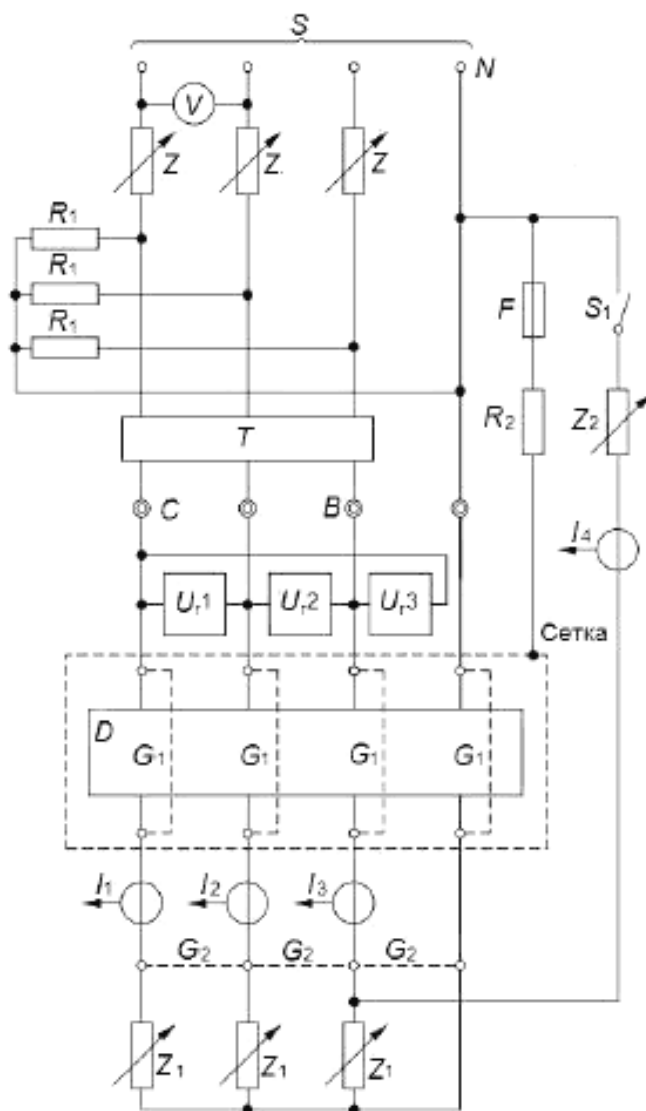 S
N
V
Z
Z.
Z
R₁
R₁
R₁
F
S₁
R₂
Z₂
T
C
B
I₄
Uᵣ1
Uᵣ2
Uᵣ3
Сетка
D
G₁
G₁
G₁
G₁
I₁
I₂
I₃
G₂
G₂
G₂
Z₁
Z₁
Z₁